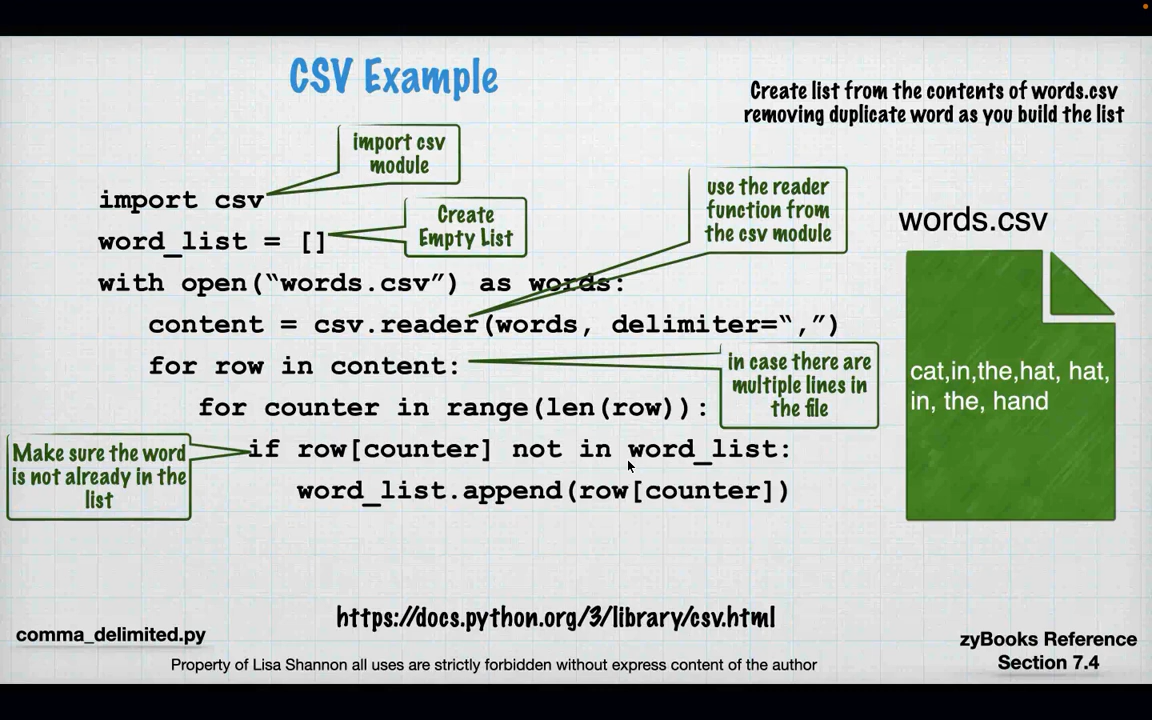 CSV Example
Create list from the contents of words.csv
removing duplicate word as you build the list
import csv
module
import csv
Create
Empty List
word_list = []
use the reader
function from
the csv module
with open(“words.csv”) as words:
content = csv.reader(words, delimiter=“,”)
for row in content:
in case there are
multiple lines in
the file
for counter in range(len(row)):
Make sure the word
is not already in the
list
if row[counter] not in word_list:
word_list.append(row[counter])
words.csv
cat,in,the,hat, hat,
in, the, hand
https://docs.python.org/3/library/csv.html
comma_delimited.py
zyBooks Reference
Section 7.4
Property of Lisa Shannon all uses are strictly forbidden without express content of the author